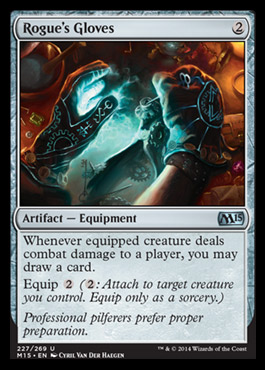 Rogue's Gloves 2
Artifact — Equipment M15
Whenever equipped creature deals
combat damage to a player, you may
draw a card.
Equip 2 (2: Attach to target creature
you control. Equip only as a sorcery.)
Professional pilferers prefer proper
preparation.
227/269 U
M15 • EN Cyril Van Der Haegen ™ & © 2014 Wizards of the Coast